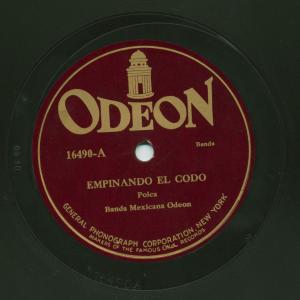 ODEON
16490-A
Banda
EMPINANDO EL CODO
Polca
Banda Mexicana Odeon
GENERAL PHONOGRAPH CORPORATION, NEW YORK
MAKERS OF THE FAMOUS OKeh RECORDS